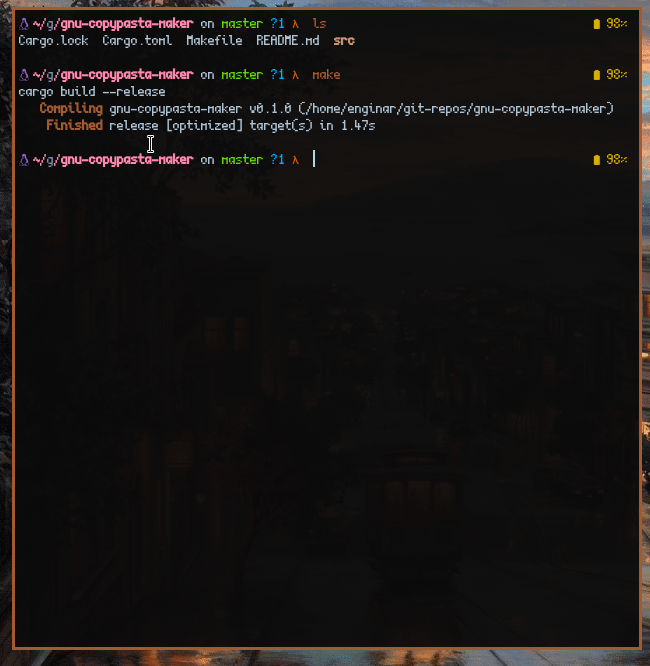 ~/g/gnu-copypasta-maker on master ?1 λ ls 98%
Cargo.lock Cargo.toml Makefile README.md src
~/g/gnu-copypasta-maker on master ?1 λ make 98%
cargo build --release
Compiling gnu-copypasta-maker v0.1.0 (/home/enginar/git-repos/gnu-copypasta-maker)
Finished release [optimized] target(s) in 1.47s
~/g/gnu-copypasta-maker on master ?1 λ 98%